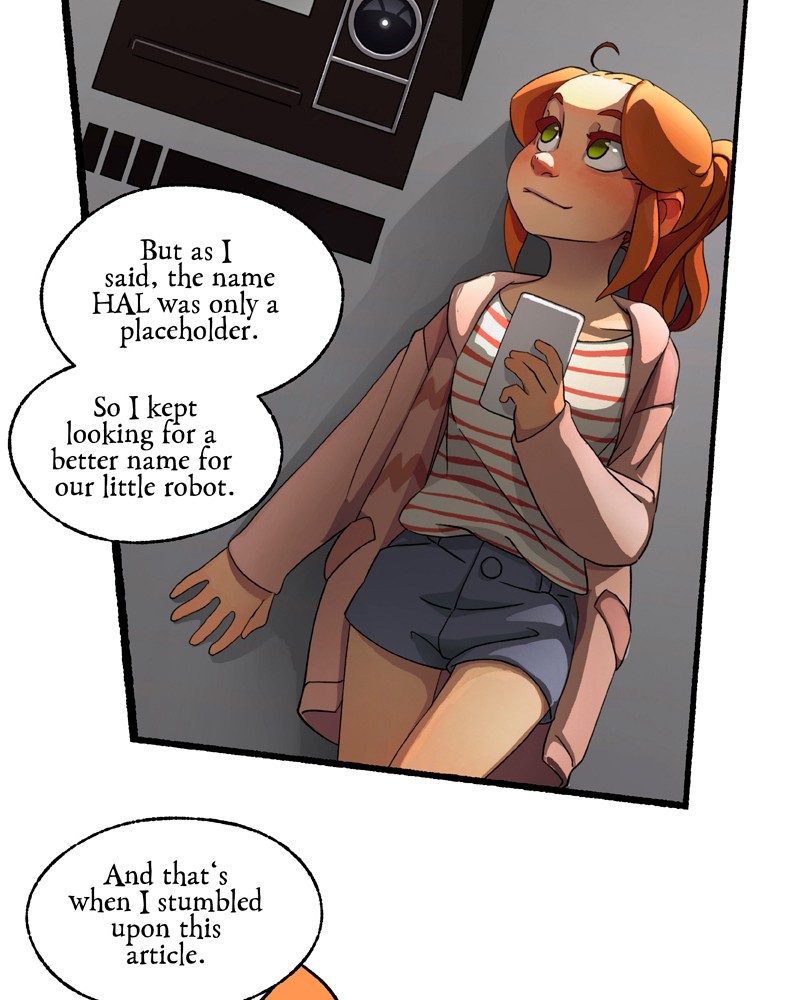 But as I
said, the name
HAL was only a
placeholder.
So I kept
looking for a
better name for
our little robot.
And that's
when I stumbled
upon this
article.